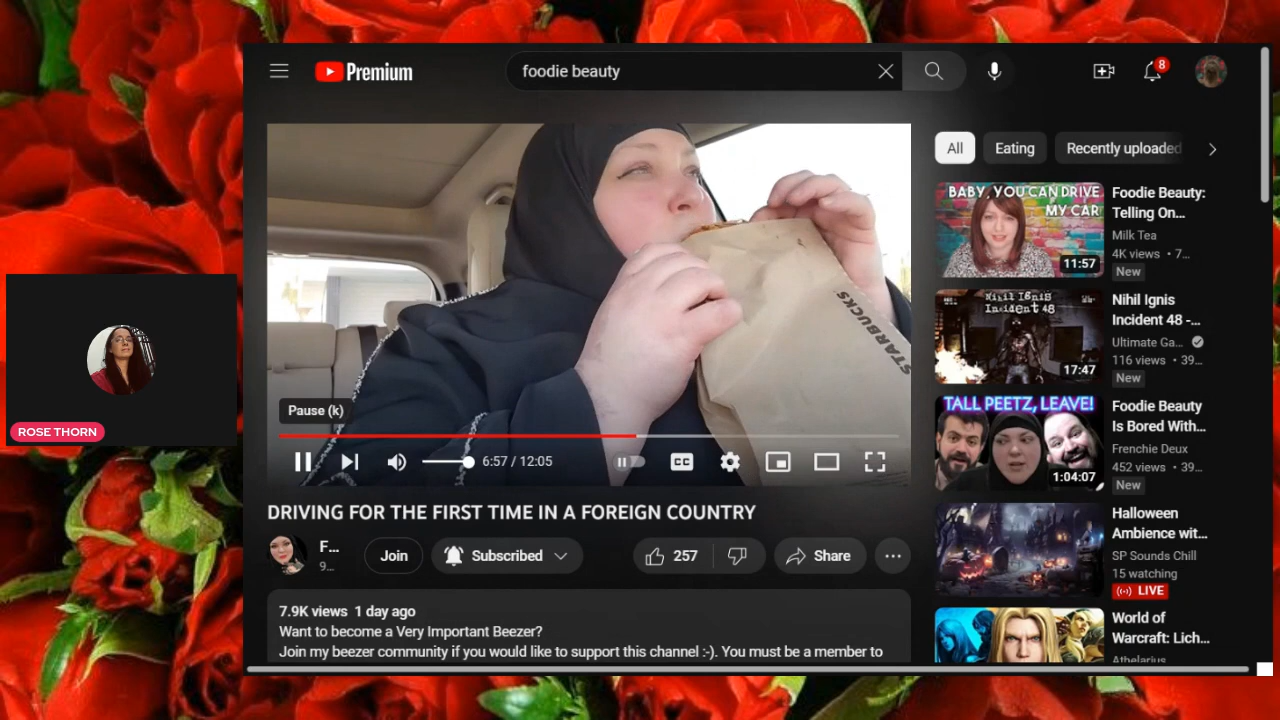 Premium
foodie beauty
8
All
Eating
Recently uploaded
STARBUCKS
Pause (k)
6:57 / 12:05
CC
DRIVING FOR THE FIRST TIME IN A FOREIGN COUNTRY
F...
9...
Join
Subscribed
257
Share
7.9K views 1 day ago
Want to become a Very Important Beezer?
Join my beezer community if you would like to support this channel :-). You must be a member to
ROSE THORN
BABY, YOU CAN DRIVE
MY CAR
11:57
Foodie Beauty:
Telling On...
Milk Tea
4K views • 7...
New
Nihil Ignis
Incident 48
17:47
Nihil Ignis
Incident 48 -...
Ultimate Ga...
116 views • 39...
New
TALL PEETZ, LEAVE!
1:04:07
Foodie Beauty
Is Bored With...
Frenchie Deux
452 views • 39...
New
Halloween
Ambience wit...
SP Sounds Chill
15 watching
LIVE
World of
Warcraft: Lich...
Athelarius